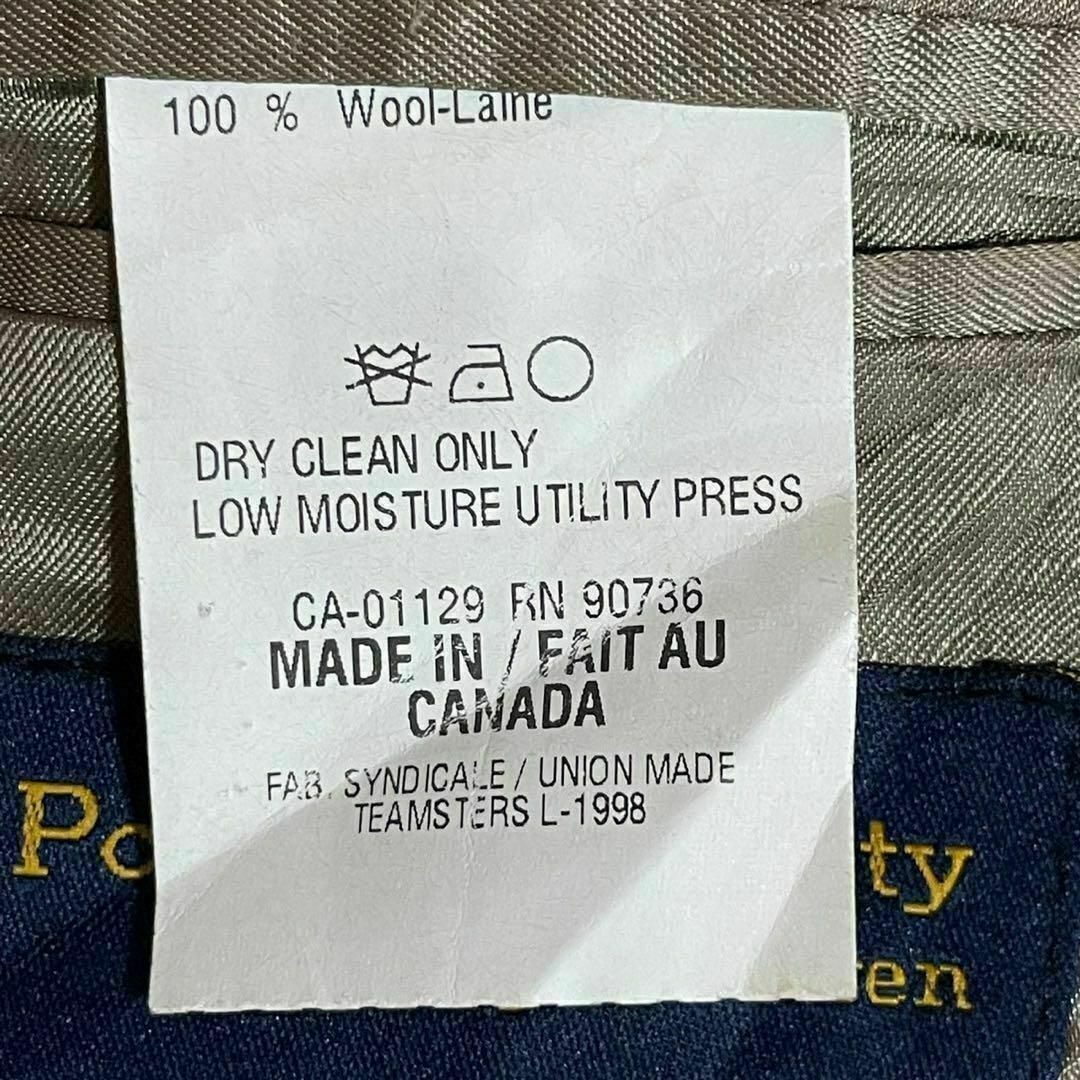 100 % Wool-Laine
DRY CLEAN ONLY
LOW MOISTURE UTILITY PRESS
CA-01129 RN 90736
MADE IN / FAIT AU
CANADA
FAB. SYNDICALE / UNION MADE
TEAMSTERS L-1998